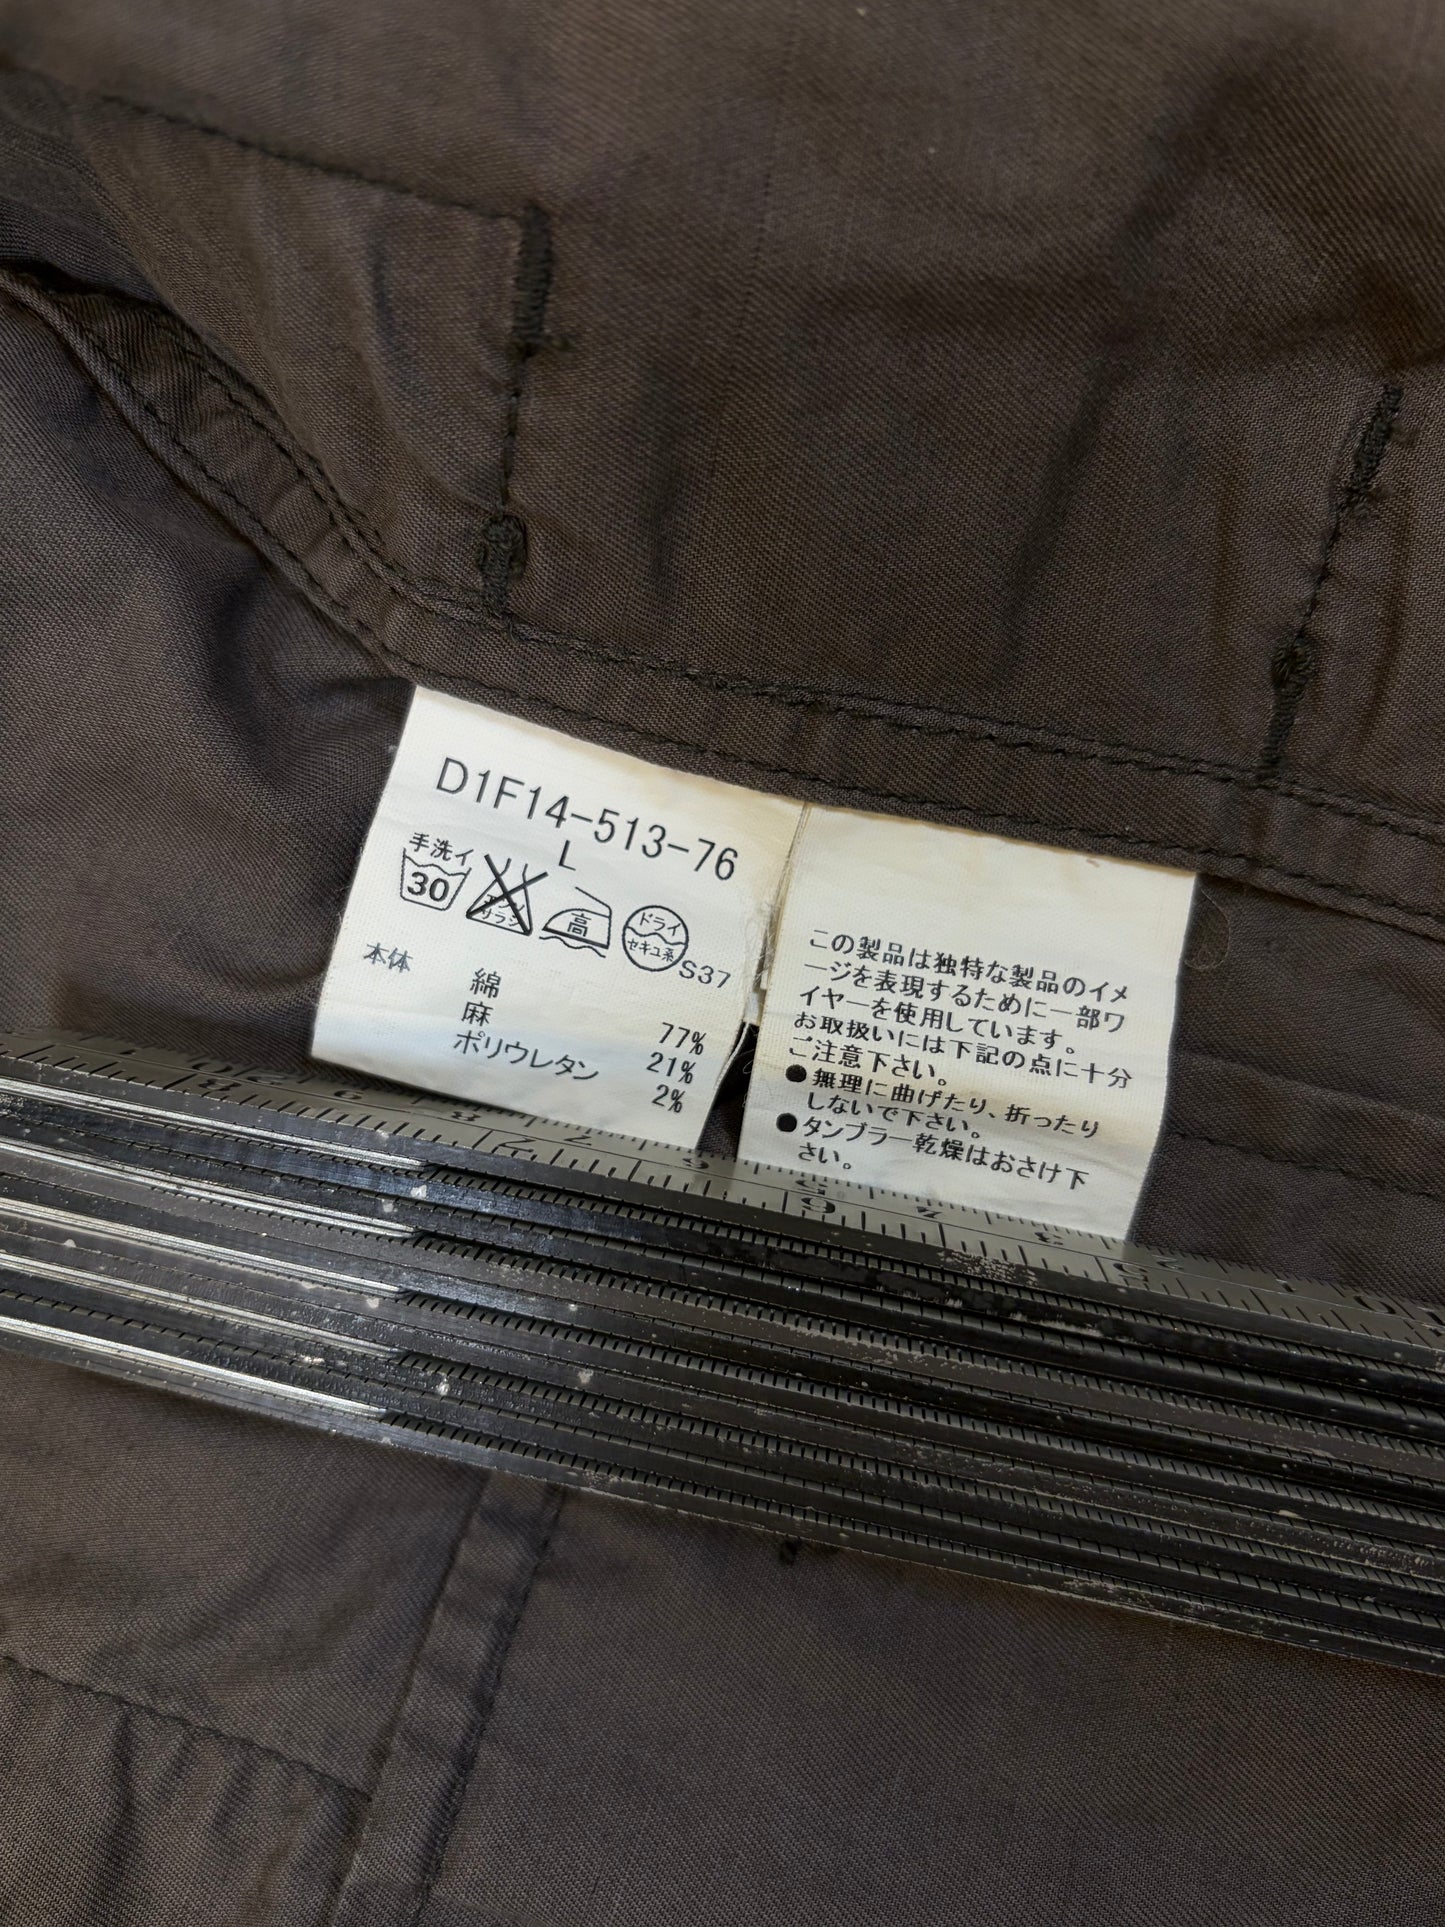 D1F14-513-76
L
手洗イ
30
エンソ
サラシ
高
ドライ
セキユ系
S37
本体
綿 77%
麻 21%
ポリウレタン 2%
この製品は独特な製品のイメ
ージを表現するために一部ワ
イヤーを使用しています。
お取扱いには下記の点に十分
ご注意下さい。
●無理に曲げたり、折ったり
しないで下さい。
●タンブラー乾燥はおさけ下
さい。